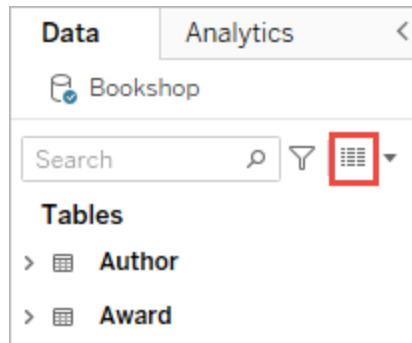 Data Analytics
Bookshop
Search
Tables
Author
Award